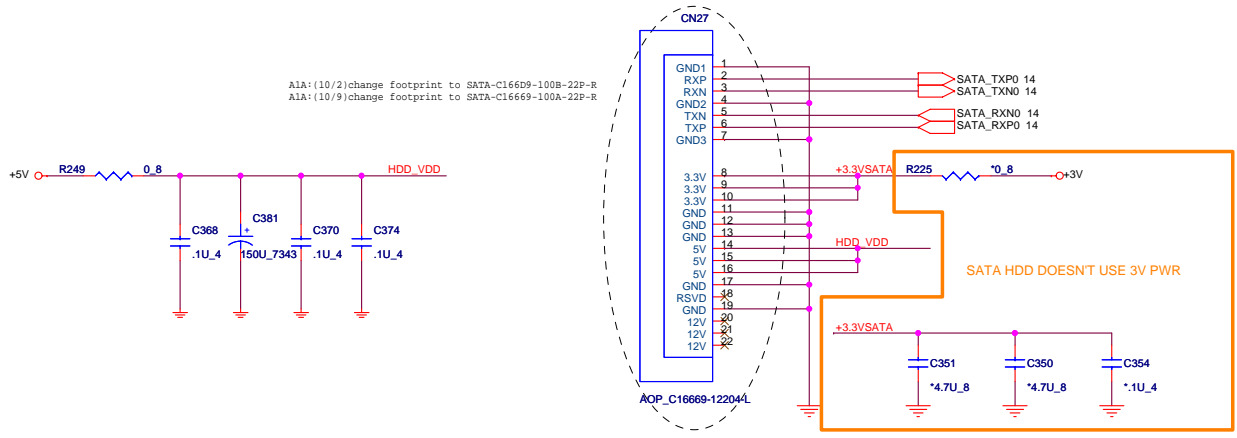 CN27
A1A:(10/2)change footprint to SATA-C166D9-100B-22P-R
A1A:(10/9)change footprint to SATA-C16669-100A-22P-R
GND1 1
RXP 2 SATA_TXP0 14
RXN 3 SATA_TXN0 14
GND2 4
TXN 5 SATA_RXN0 14
TXP 6 SATA_RXP0 14
GND3 7
+5V R249 0_8 HDD_VDD
3.3V 8 +3.3VSATA R225 *0_8 +3V
3.3V 9
3.3V 10
GND 11
GND 12
GND 13
5V 14 HDD_VDD
5V 15
5V 16
GND 17
RSVD 18
GND 19
12V 20
12V 21
12V 22
C368 C381 + C370 C374
.1U_4 150U_7343 .1U_4 .1U_4
SATA HDD DOESN'T USE 3V PWR
+3.3VSATA
C351 C350 C354
*4.7U_8 *4.7U_8 *.1U_4
AOP_C16669-12204-L